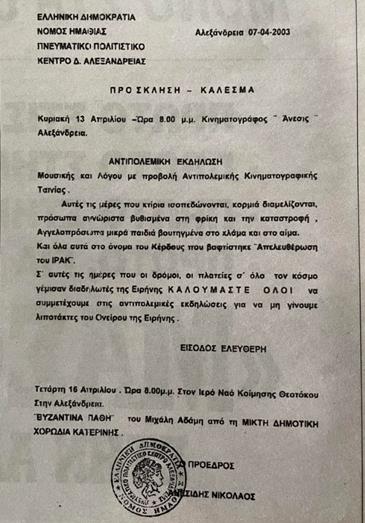 ΕΛΛΗΝΙΚΗ ΔΗΜΟΚΡΑΤΙΑ
ΝΟΜΟΣ ΗΜΑΘΙΑΣ
Αλεξάνδρεια 07-04-2003
ΠΝΕΥΜΑΤΙΚΟ ΠΟΛΙΤΙΣΤΙΚΟ
ΚΕΝΤΡΟ Δ. ΑΛΕΞΑΝΔΡΕΙΑΣ
ΠΡΟΣΚΛΗΣΗ – ΚΑΛΕΣΜΑ
Κυριακή 13 Απριλίου –Ώρα 8.00 μ.μ. Κινηματογράφος ¨ Άνεσις ¨
Αλεξάνδρεια.
ΑΝΤΙΠΟΛΕΜΙΚΗ ΕΚΔΗΛΩΣΗ
Μουσικής και Λόγου με προβολή Αντιπολεμικής Κινηματογραφικής
Ταινίας .
Αυτές τις μέρες που κτίρια ισοπεδώνονται, κορμιά διαμελίζονται,
πρόσωπα αγνώριστα βυθισμένα στη φρίκη και την καταστροφή ,
Αγγελοπρόσωπα μικρά παιδιά βουτηγμένα στο κλάμα και στο αίμα.
Και όλα αυτά στο όνομα του Κέρδους που βαφτίστηκε "Απελευθέρωση
του ΙΡΑΚ".
Σ΄ αυτές τις ημέρες που οι δρόμοι, οι πλατείες σ΄ όλο τον κόσμο
γέμισαν διαδηλωτές της Ειρήνης ΚΑΛΟΥΜΑΣΤΕ ΟΛΟΙ να
συμμετέχουμε στις αντιπολεμικές εκδηλώσεις για να μη γίνουμε
λιποτάκτες του Ονείρου της Ειρήνης .
ΕΙΣΟΔΟΣ ΕΛΕΥΘΕΡΗ
Τετάρτη 16 Απριλίου . Ώρα 8.00μ.μ. Στον Ιερό Ναό Κοίμησης Θεοτόκου
Στην Αλεξάνδρεια.
"ΒΥΖΑΝΤΙΝΑ ΠΑΘΗ" του Μιχάλη Αδάμη από τη ΜΙΚΤΗ ΔΗΜΟΤΙΚΗ
ΧΟΡΩΔΙΑ ΚΑΤΕΡΙΝΗΣ .
Ο ΠΡΟΕΔΡΟΣ
ΕΛΛΗΝΙΚΗ ΔΗΜΟΚΡΑΤΙΑ
ΝΙΚΟΛΑΟΣ